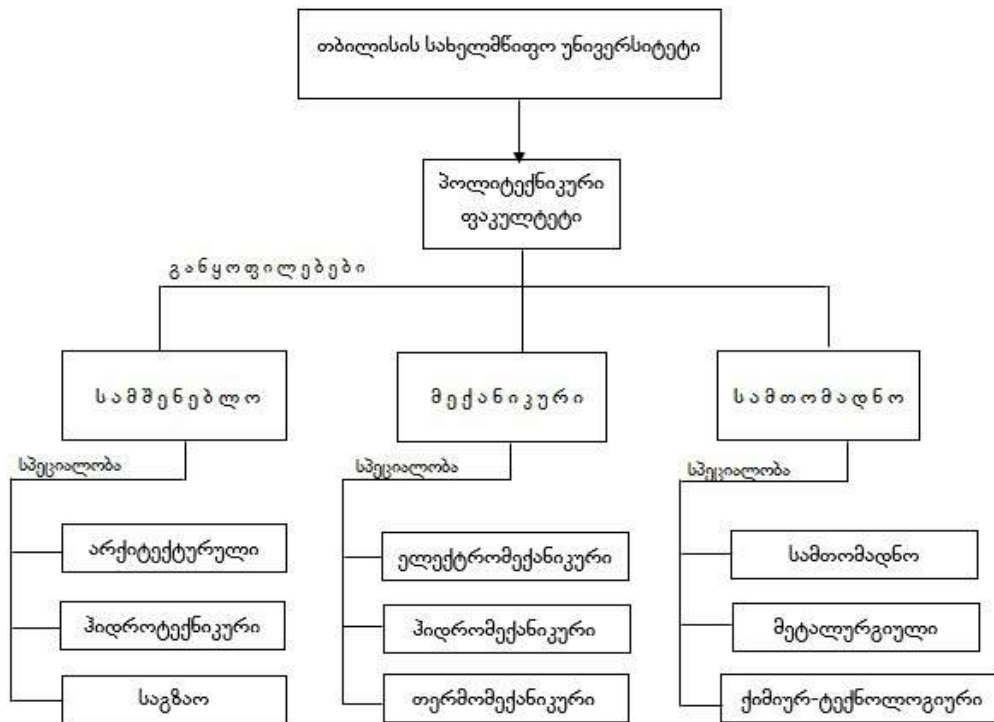 თბილისის სახელმწიფო უნივერსიტეტი
პოლიტექნიკური
ფაკულტეტი
განყოფილებები
სამშენებლო
მექანიკური
სამთომადნო
სპეციალობა
სპეციალობა
სპეციალობა
არქიტექტურული
ელექტრომექანიკური
სამთომადნო
ჰიდროტექნიკური
ჰიდრომექანიკური
მეტალურგიული
საგზაო
თერმომექანიკური
ქიმიურ-ტექნოლოგიური